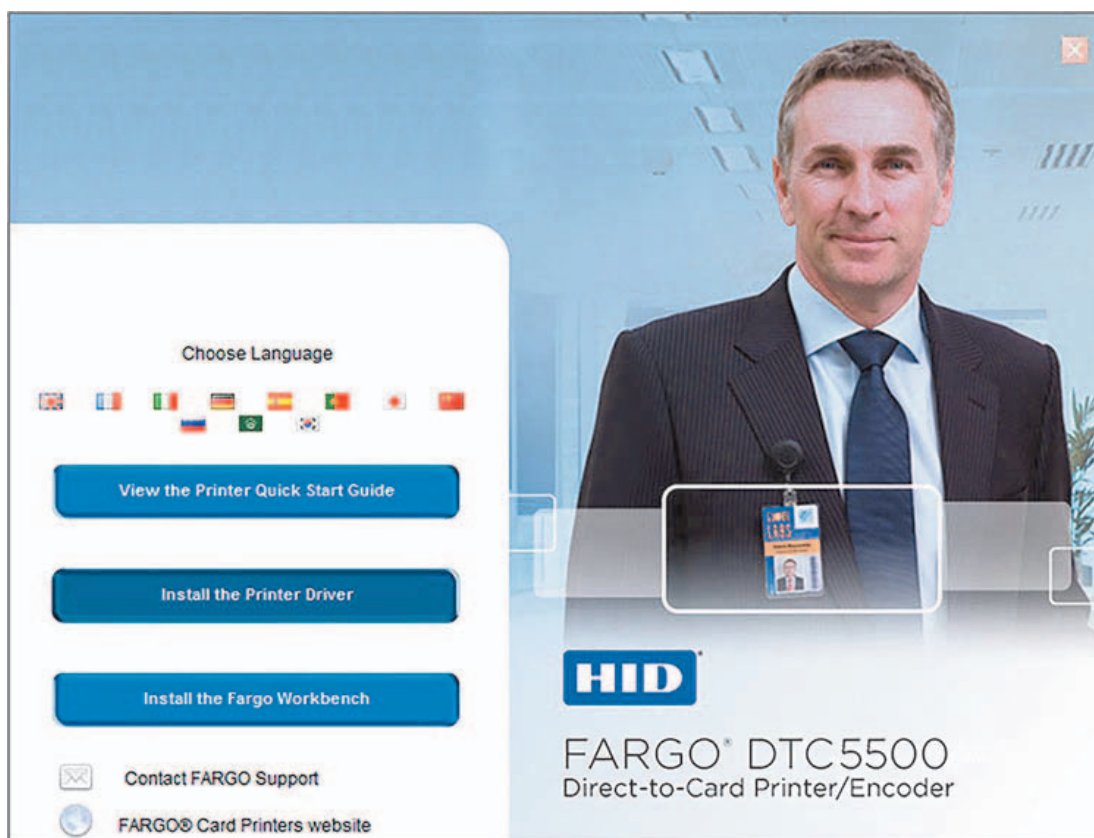 Choose Language
View the Printer Quick Start Guide
Install the Printer Driver
Install the Fargo Workbench
Contact FARGO Support
FARGO® Card Printers website
LABS
HID®
FARGO® DTC5500
Direct-to-Card Printer/Encoder